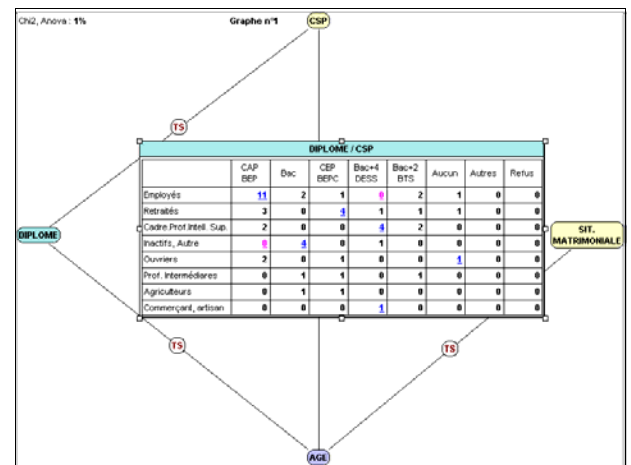 Chi2, Anova : 1% Graphe n°1 CSP
TS
DIPLOME / CSP
CAP BEP Bac CEP BEPC Bac+4 DESS Bac+2 BTS Aucun Autres Refus
Employés 11 2 1 0 2 1 0 0
Retraités 3 0 4 1 1 1 0 0
Cadre.Prof.Intell. Sup. 2 0 0 4 2 0 0 0
Inactifs, Autre 0 4 0 1 0 0 0 0
Ouvriers 2 0 1 0 0 1 0 0
Prof. Intermédiares 0 1 1 0 1 0 0 0
Agriculteurs 0 1 1 0 0 0 0 0
Commerçant, artisan 0 0 0 1 0 0 0 0
DIPLOME
SIT. MATRIMONIALE
TS
TS
AGE